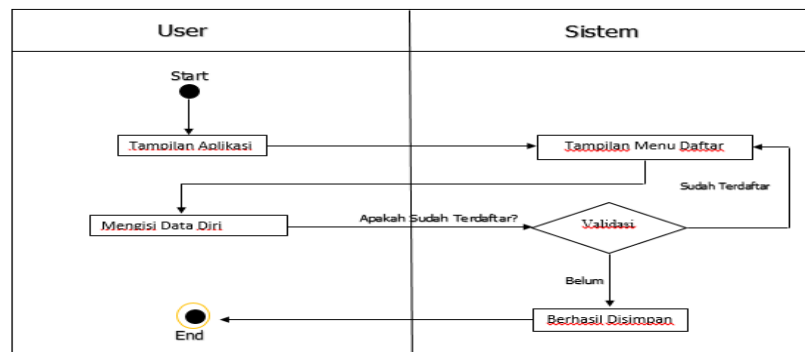 User
Sistem
Start
Tampilan Aplikasi
Tampilan Menu Daftar
Sudah Terdaftar
Mengisi Data Diri
Apakah Sudah Terdaftar?
Validasi
Belum
Berhasil Disimpan
End